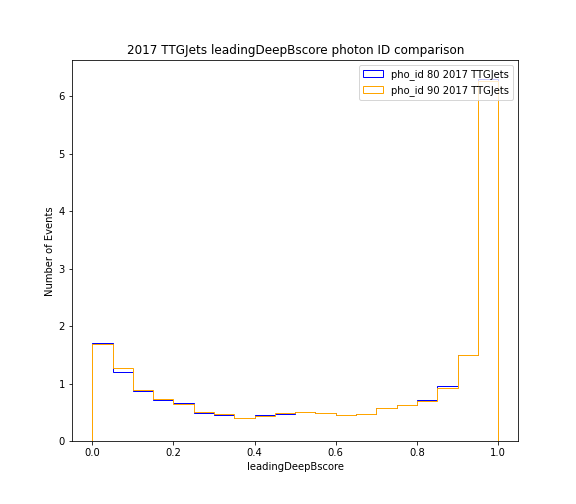 2017 TTGJets leadingDeepBscore photon ID comparison
pho_id 80 2017 TTGJets
pho_id 90 2017 TTGJets
Number of Events
6
5
4
3
2
1
0
0.0 0.2 0.4 0.6 0.8 1.0
leadingDeepBscore